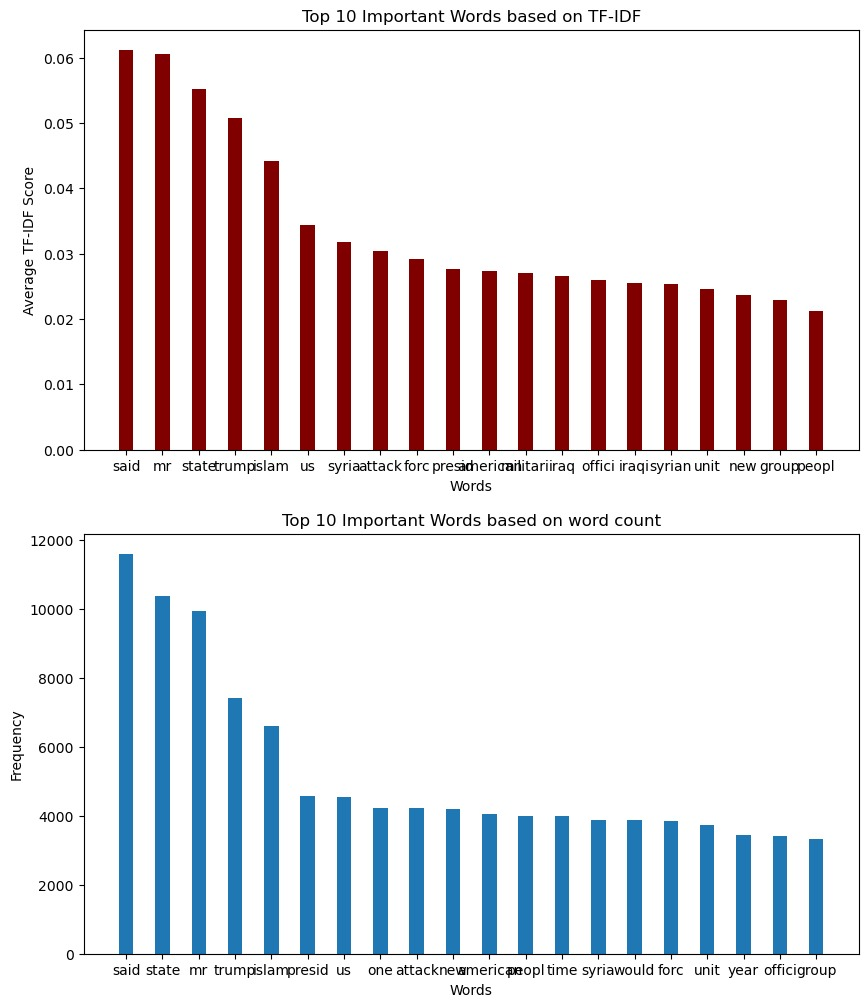 Top 10 Important Words based on TF-IDF
0.06
0.05
0.04
0.03
0.02
0.01
0.00
Average TF-IDF Score
said mr state trump islam us syria attack forc presid american militari iraq offici iraqi syrian unit new group peopl
Words
Top 10 Important Words based on word count
12000
10000
8000
6000
4000
2000
0
Frequency
said state mr trump islam presid us one attack new american peopl time syria would forc unit year offici group
Words